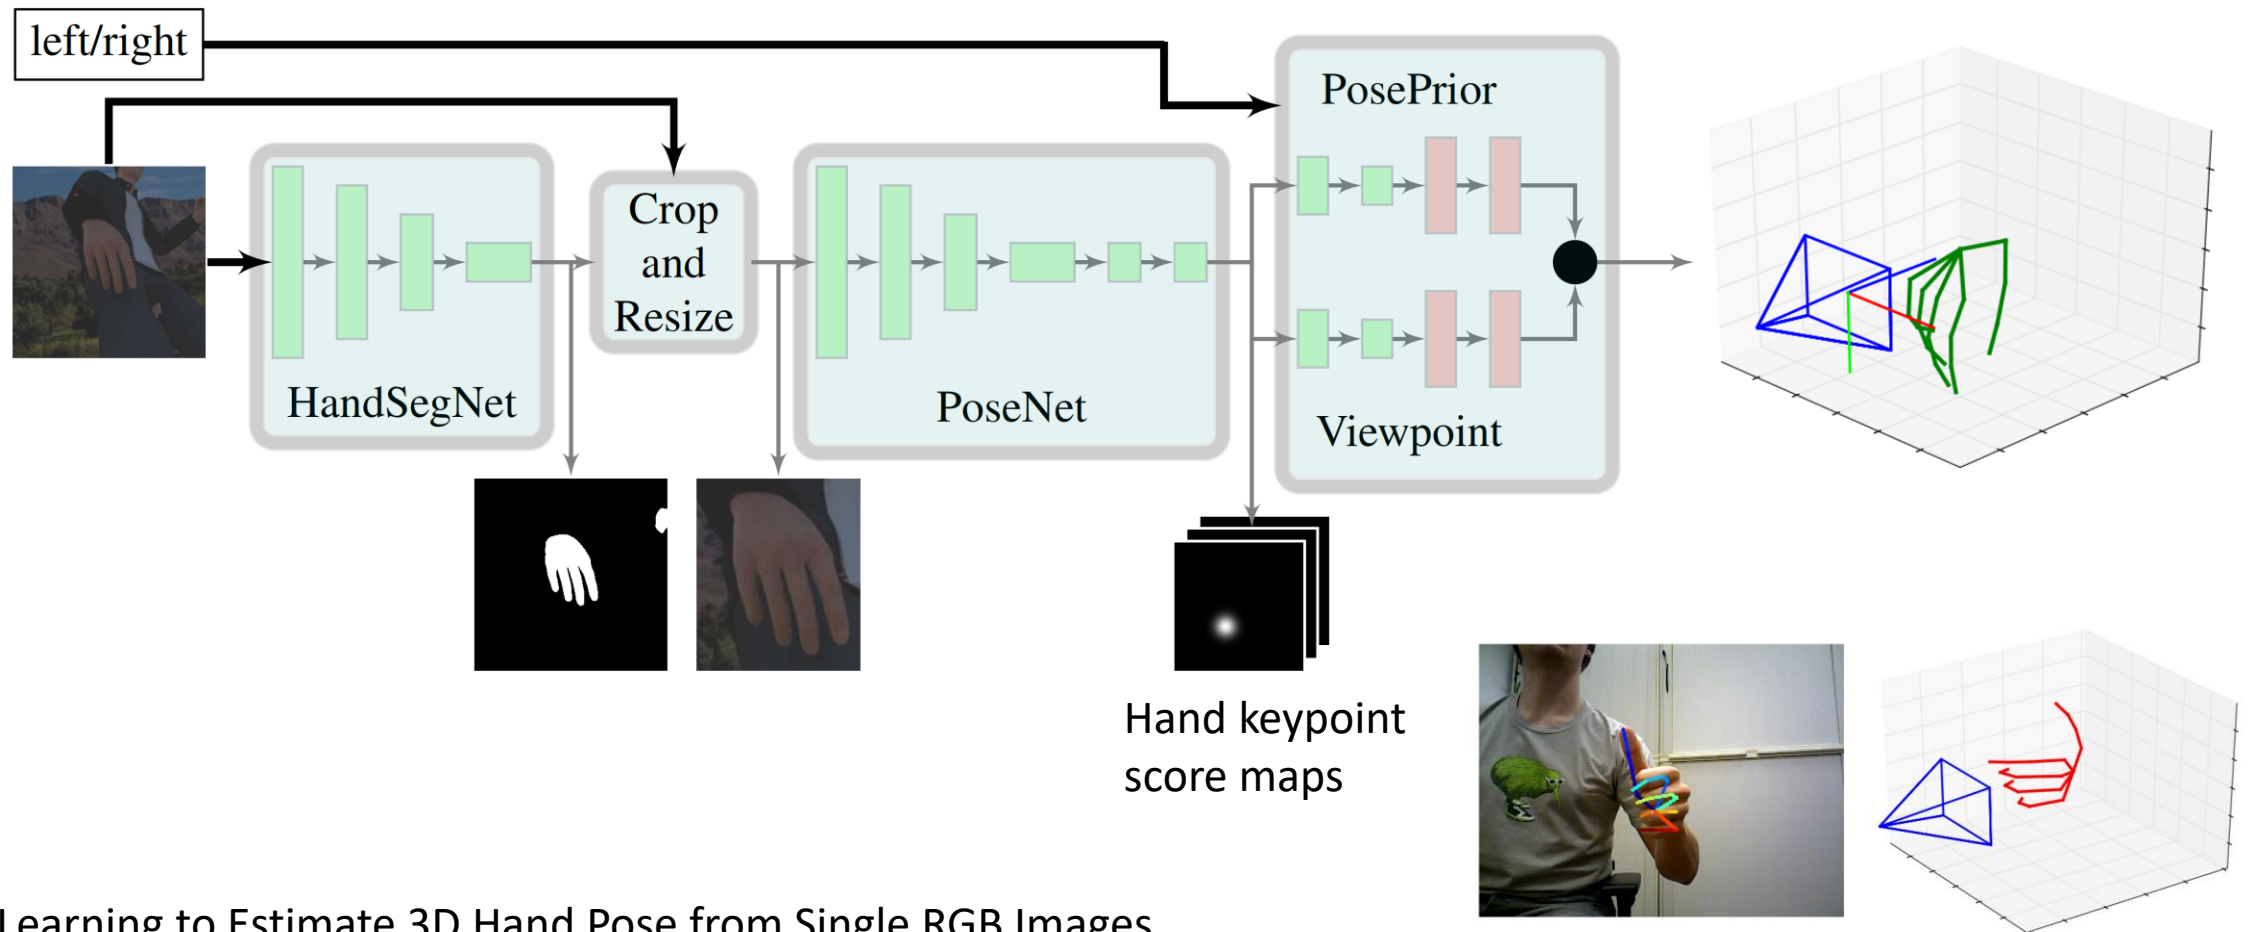 left/right
PosePrior
Crop
and
Resize
HandSegNet
PoseNet
Viewpoint
Hand keypoint
score maps
Learning to Estimate 3D Hand Pose from Single RGB Images